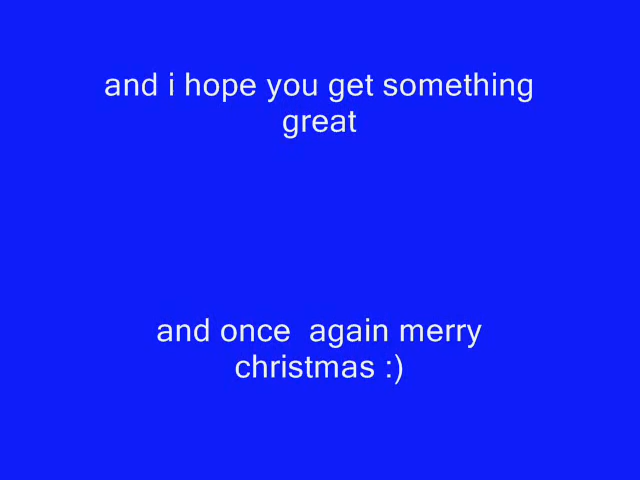 and i hope you get something
great
and once  again merry
christmas :)